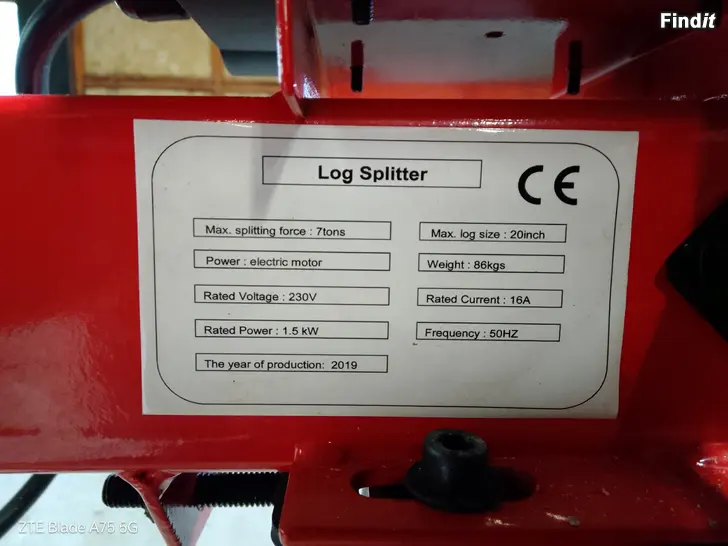 Findit
Log Splitter
CE
Max. splitting force : 7tons
Max. log size : 20inch
Power : electric motor
Weight : 86kgs
Rated Voltage : 230V
Rated Current : 16A
Rated Power : 1.5 kW
Frequency : 50HZ
The year of production: 2019
ZTE Blade A75 5G